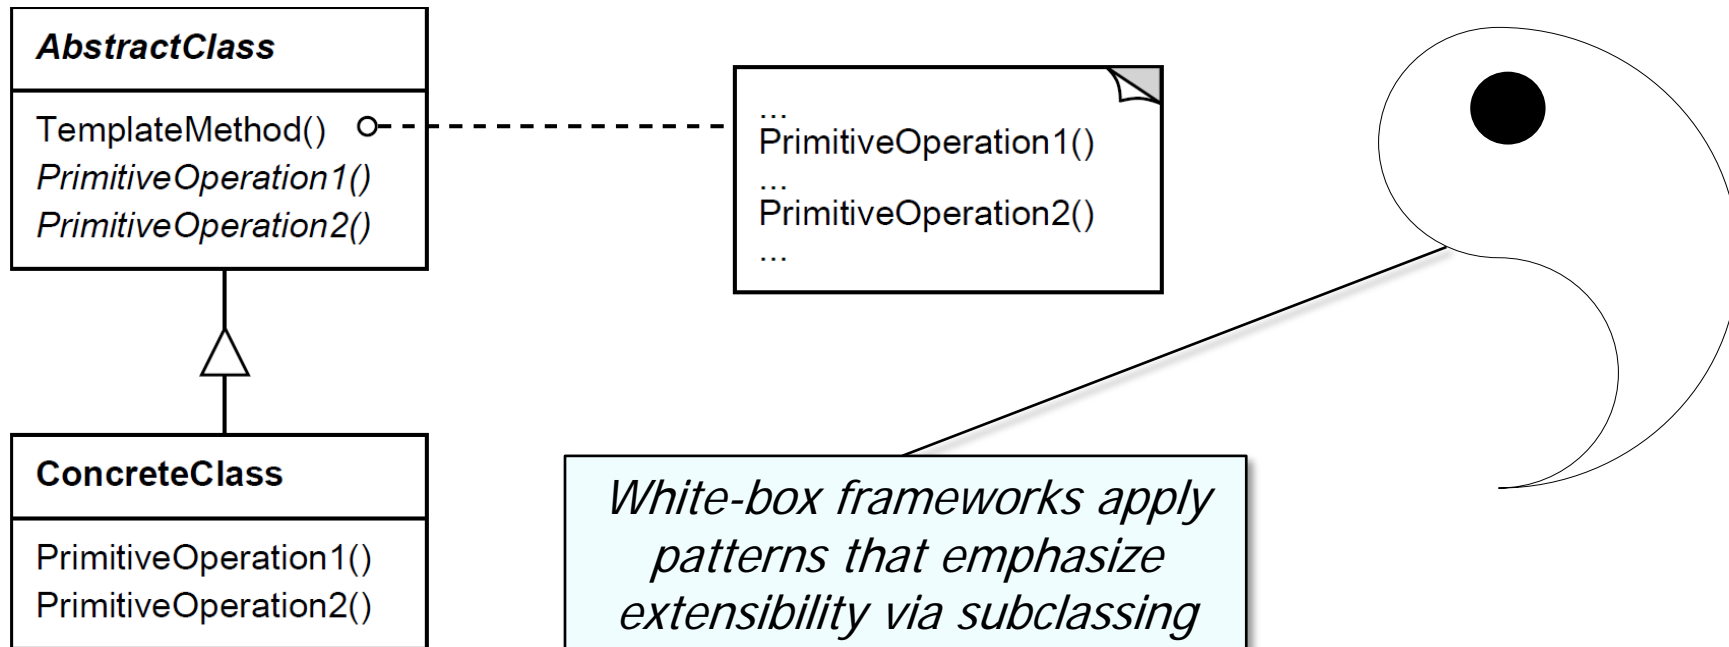 AbstractClass
TemplateMethod()
PrimitiveOperation1()
PrimitiveOperation2()
...
PrimitiveOperation1()
...
PrimitiveOperation2()
...
ConcreteClass
PrimitiveOperation1()
PrimitiveOperation2()
White-box frameworks apply
patterns that emphasize
extensibility via subclassing